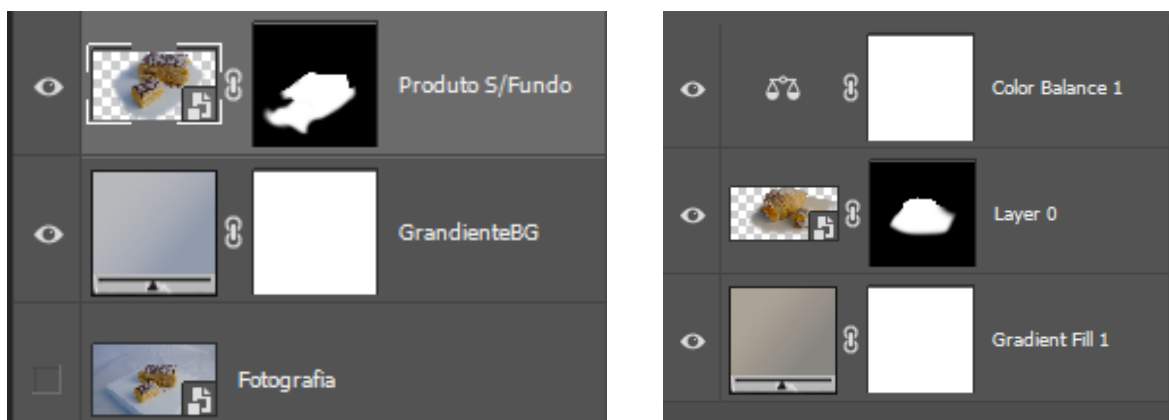 Produto S/Fundo
GrandienteBG
Fotografia
Color Balance 1
Layer 0
Gradient Fill 1